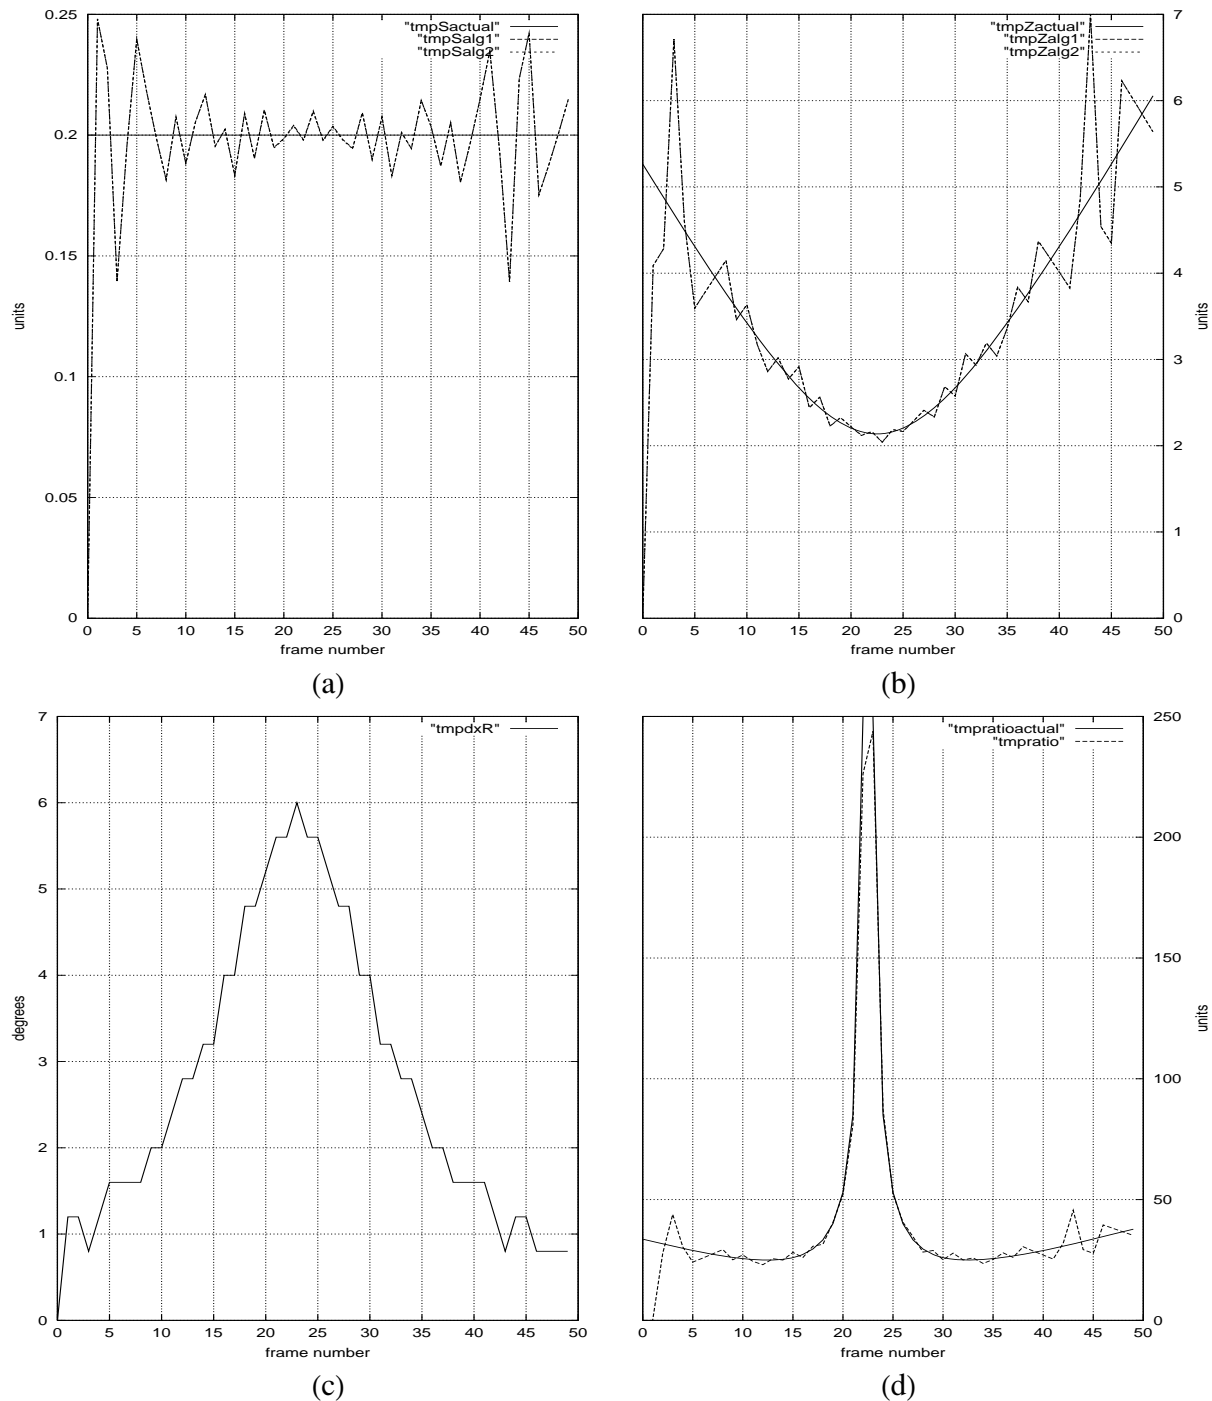 0.25
0.2
0.15
0.1
0.05
0
units
0 5 10 15 20 25 30 35 40 45 50
frame number
"tmpSactual"
"tmpSalg1"
"tmpSalg2"
(a)
"tmpZactual"
"tmpZalg1"
"tmpZalg2"
7
6
5
4
3
2
1
0
units
0 5 10 15 20 25 30 35 40 45 50
frame number
(b)
7
6
5
4
3
2
1
0
degrees
"tmpdxR"
0 5 10 15 20 25 30 35 40 45 50
frame number
(c)
"tmpratioactual"
"tmpratio"
250
200
150
100
50
0
units
0 5 10 15 20 25 30 35 40 45 50
frame number
(d)